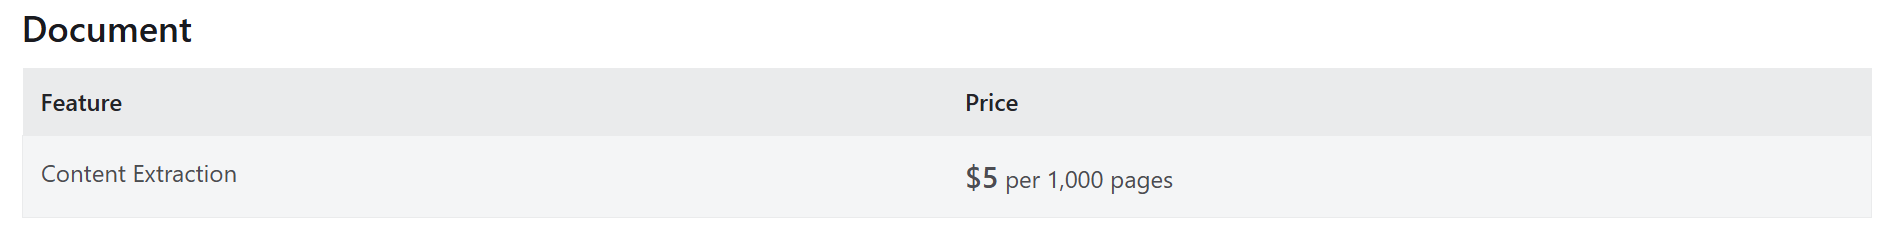 Document
Feature Price
Content Extraction $5 per 1,000 pages